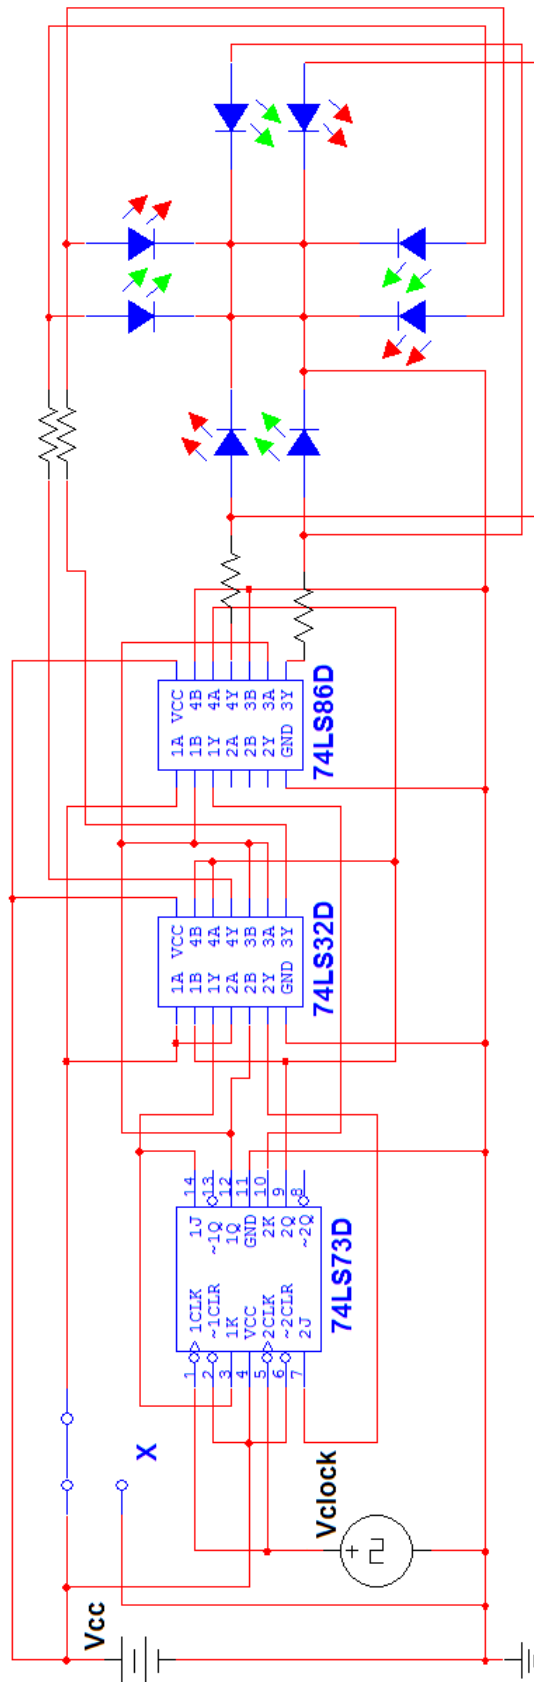 VCC 4B 4A 4Y 3B 3A 3Y
1A 1B 1Y 2A 2B 2Y GND
74LS86D
VCC 4B 4A 4Y 3B 3A 3Y
1A 1B 1Y 2A 2B 2Y GND
74LS32D
14 13 12 11 10 9 8
1J ~1Q 1Q GND 2K 2Q ~2Q
1CLK ~1CLR 1K VCC 2CLK ~2CLR 2J
1 2 3 4 5 6 7
74LS73D
X
Vclock
Vcc